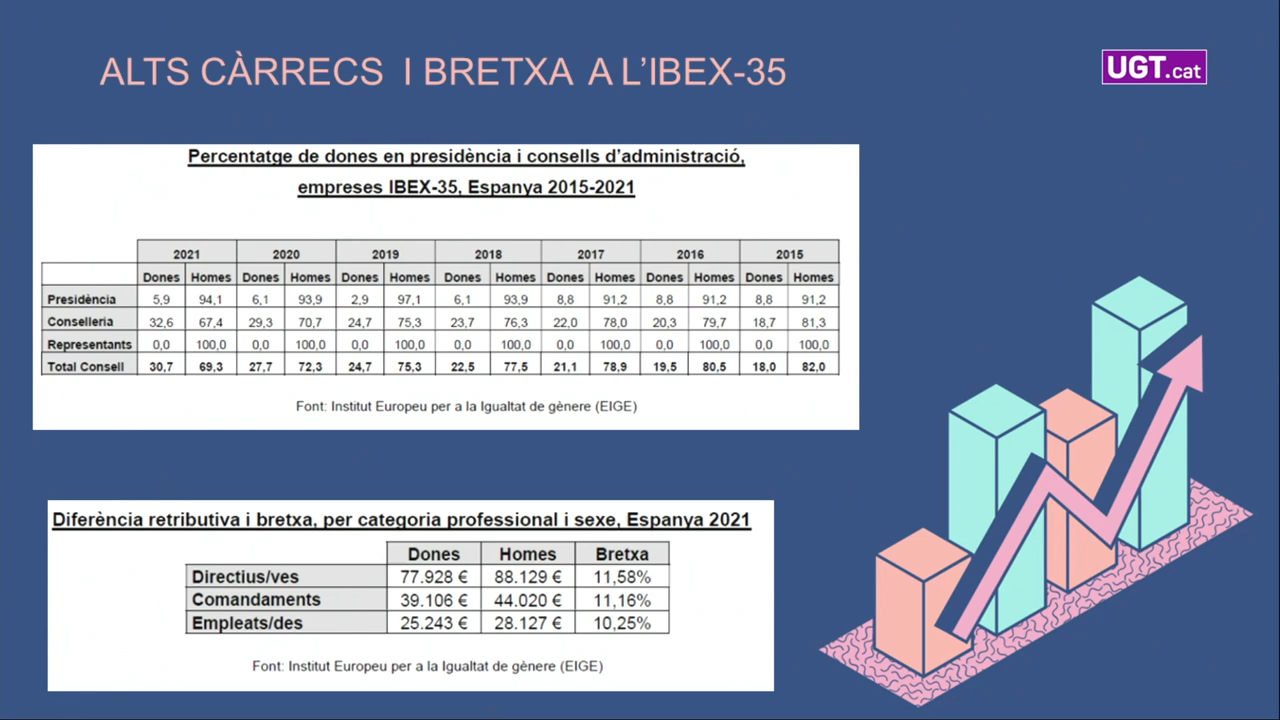 ALTS CÀRRECS I BRETXA A L'IBEX-35
UGT.cat
Percentatge de dones en presidència i consells d'administració,
empreses IBEX-35, Espanya 2015-2021
2021 2020 2019 2018 2017 2016 2015
Dones Homes Dones Homes Dones Homes Dones Homes Dones Homes Dones Homes Dones Homes
Presidència 5,9 94,1 6,1 93,9 2,9 97,1 6,1 93,9 8,8 91,2 8,8 91,2 8,8 91,2
Conselleria 32,6 67,4 29,3 70,7 24,7 75,3 23,7 76,3 22,0 78,0 20,3 79,7 18,7 81,3
Representants 0,0 100,0 0,0 100,0 0,0 100,0 0,0 100,0 0,0 100,0 0,0 100,0 0,0 100,0
Total Consell 30,7 69,3 27,7 72,3 24,7 75,3 22,5 77,5 21,1 78,9 19,5 80,5 18,0 82,0
Font: Institut Europeu per a la Igualtat de gènere (EIGE)
Diferència retributiva i bretxa, per categoria professional i sexe, Espanya 2021
Dones Homes Bretxa
Directius/ves 77.928 € 88.129 € 11,58%
Comandaments 39.106 € 44.020 € 11,16%
Empleats/des 25.243 € 28.127 € 10,25%
Font: Institut Europeu per a la Igualtat de gènere (EIGE)